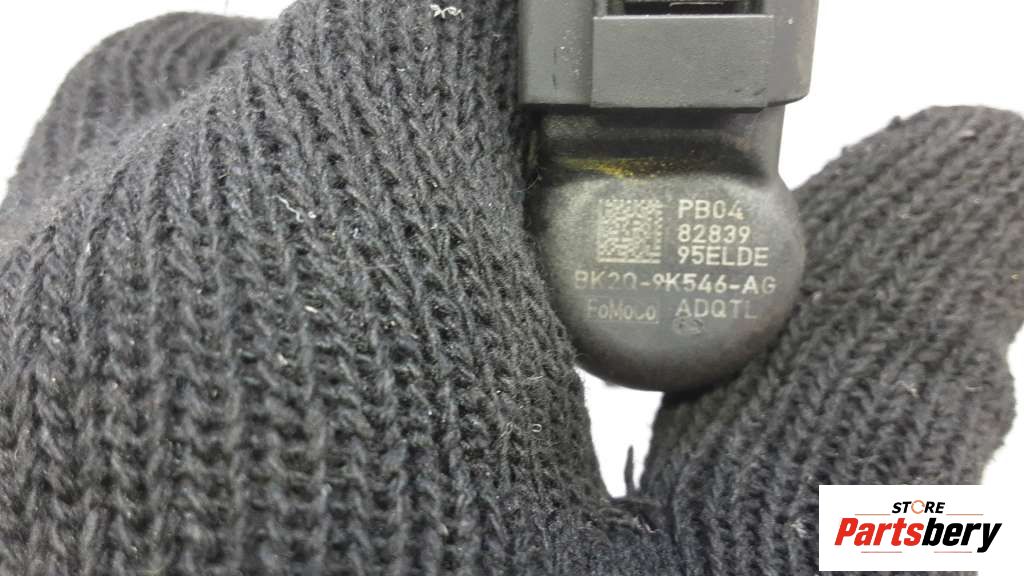 PB04
82839
95ELDE
BK2Q-9K546-AG
FoMoCo ADQTL
STORE
Partsbery